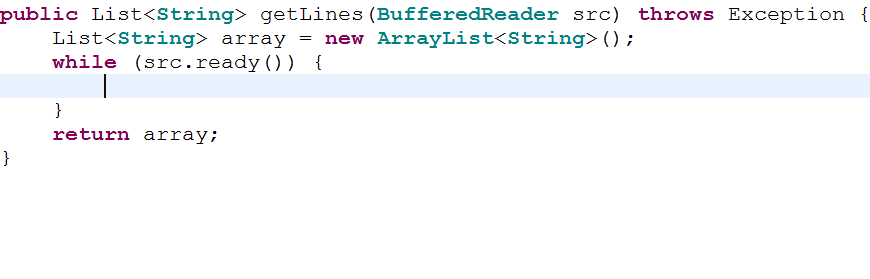 public List<String> getLines(BufferedReader src) throws Exception {
    List<String> array = new ArrayList<String>();
    while (src.ready()) {
    }
    return array;
}